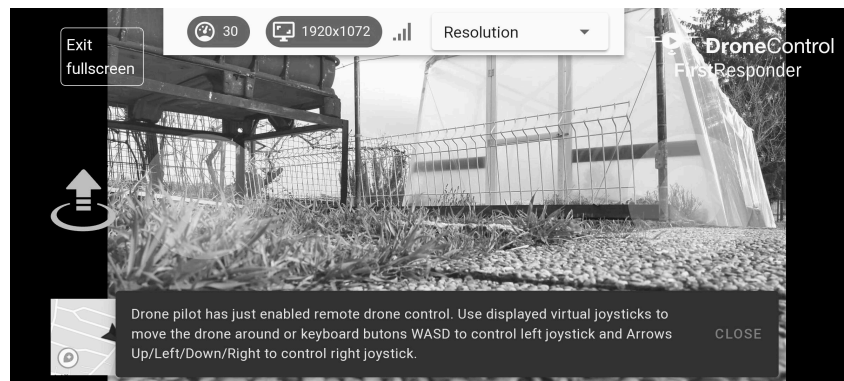 Exit
fullscreen
30
1920x1072
Resolution
DroneControl
FirstResponder
Drone pilot has just enabled remote drone control. Use displayed virtual joysticks to
move the drone around or keyboard butons WASD to control left joystick and Arrows
Up/Left/Down/Right to control right joystick.
CLOSE